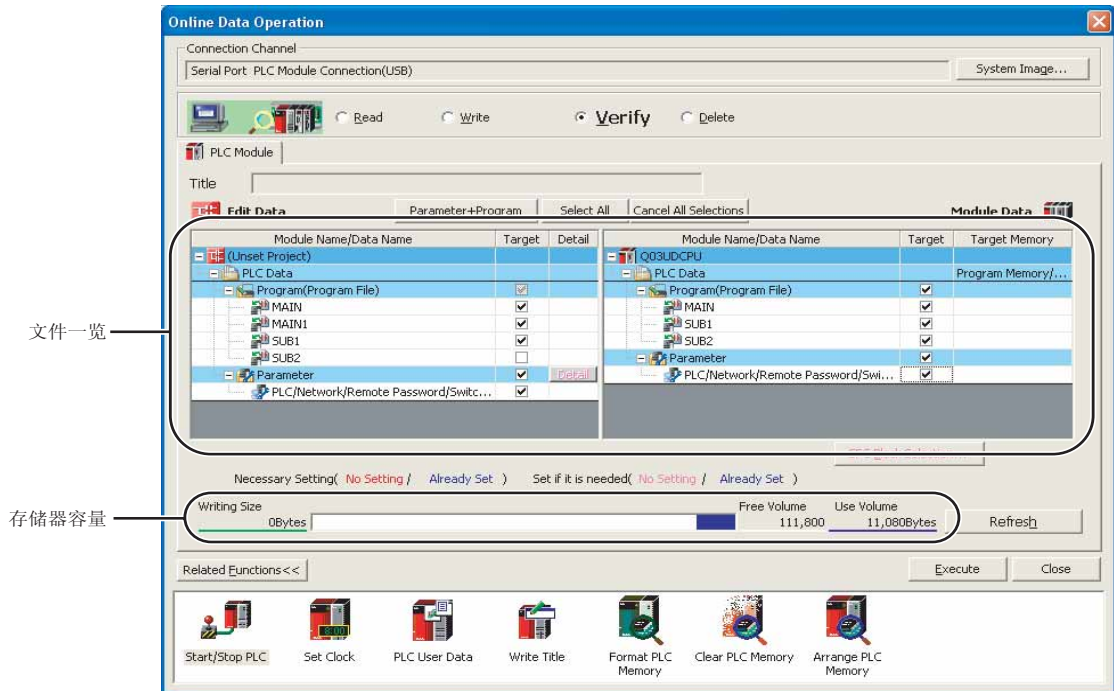 Online Data Operation
Connection Channel
Serial Port PLC Module Connection(USB)
System Image...
Read Write Verify Delete
PLC Module
Title
Edit Data Parameter+Program Select All Cancel All Selections Module Data
Module Name/Data Name Target Detail Module Name/Data Name Target Target Memory
(Unset Project) Q03UDCPU
PLC Data PLC Data Program Memory/...
Program(Program File) Program(Program File)
MAIN MAIN
MAIN1 SUB1
SUB1 SUB2
SUB2 Parameter
Parameter Detail PLC/Network/Remote Password/Swi...
PLC/Network/Remote Password/Switc...
文件一览
Necessary Setting( No Setting / Already Set ) Set if it is needed( No Setting / Already Set )
存储器容量
Writing Size Free Volume Use Volume
0Bytes 111,800 11,080Bytes Refresh
Related Functions<< Execute Close
Start/Stop PLC Set Clock PLC User Data Write Title Format PLC Memory Clear PLC Memory Arrange PLC Memory